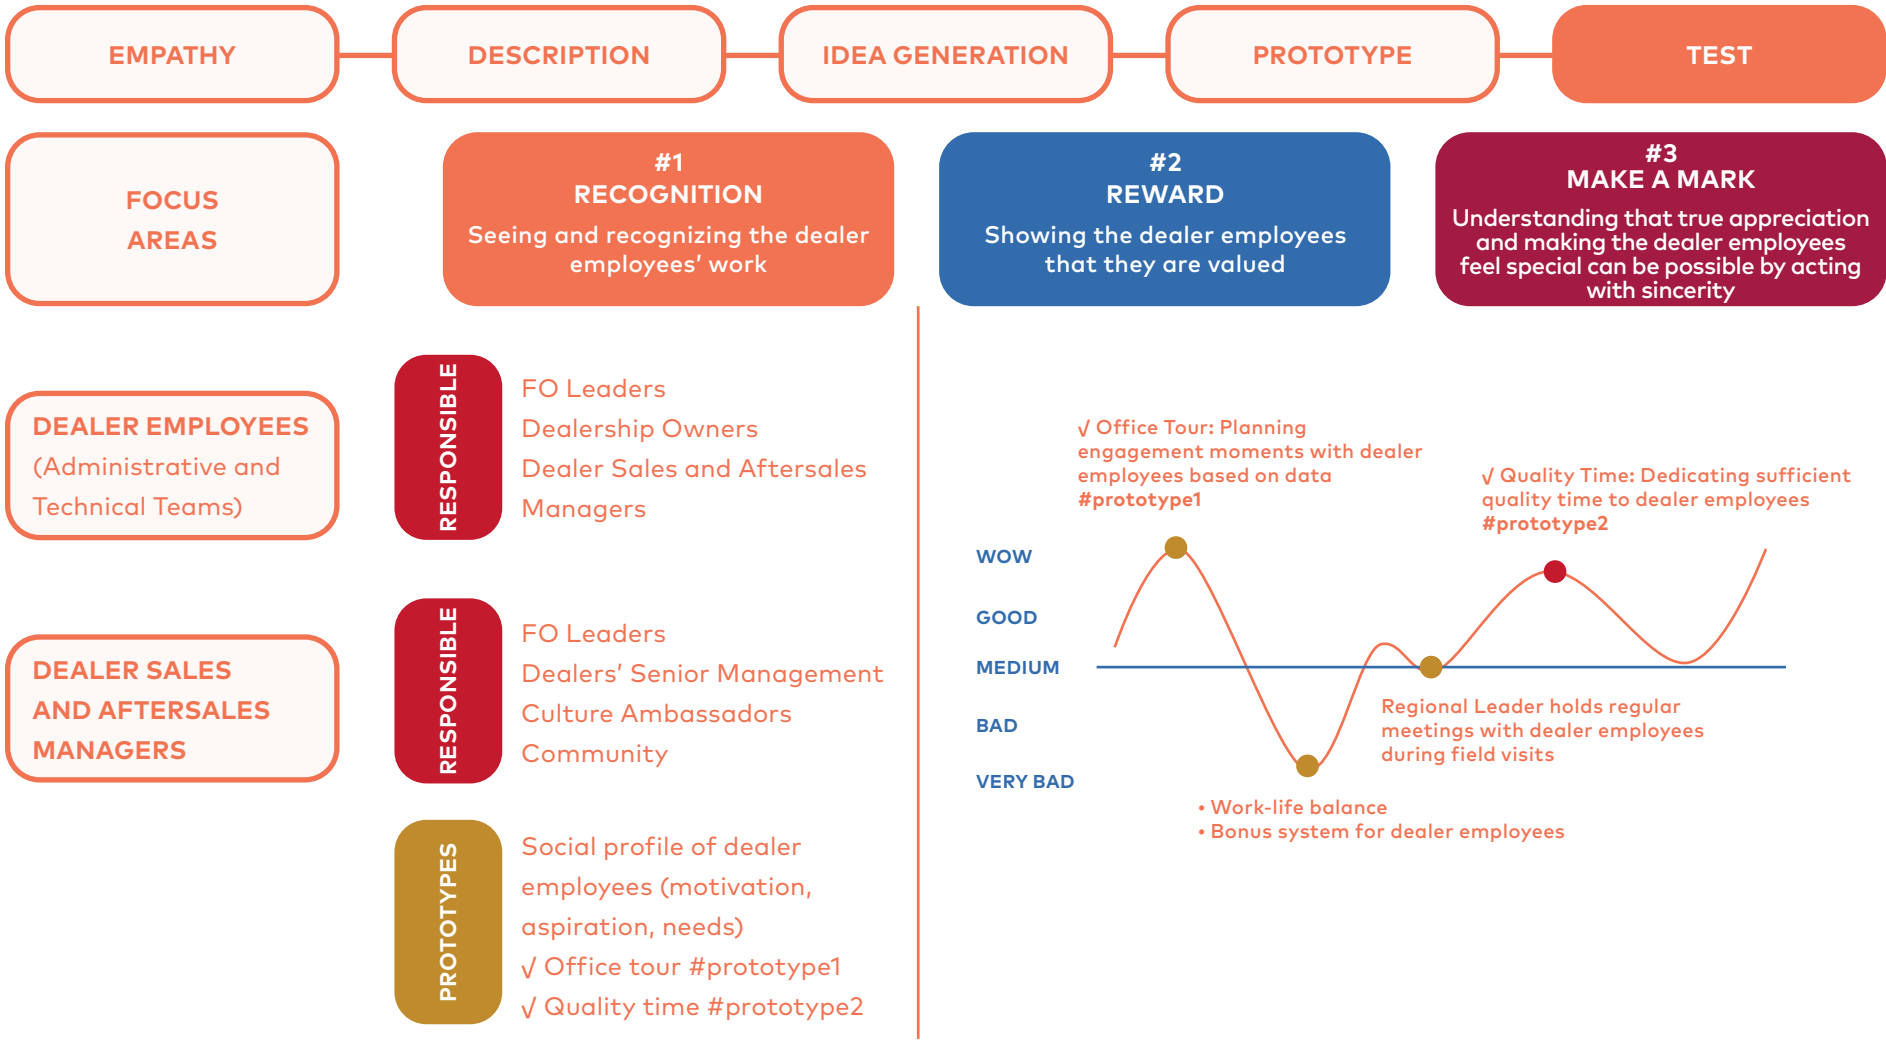 EMPATHY
DESCRIPTION
IDEA GENERATION
PROTOTYPE
TEST
FOCUS
AREAS
#1
RECOGNITION
Seeing and recognizing the dealer
employees’ work
#2
REWARD
Showing the dealer employees
that they are valued
#3
MAKE A MARK
Understanding that true appreciation
and making the dealer employees
feel special can be possible by acting
with sincerity
DEALER EMPLOYEES
(Administrative and
Technical Teams)
RESPONSIBLE
FO Leaders
Dealership Owners
Dealer Sales and Aftersales
Managers
DEALER SALES
AND AFTERSALES
MANAGERS
RESPONSIBLE
FO Leaders
Dealers’ Senior Management
Culture Ambassadors
Community
PROTOTYPES
Social profile of dealer
employees (motivation,
aspiration, needs)
√ Office tour #prototype1
√ Quality time #prototype2
√ Office Tour: Planning
engagement moments with dealer
employees based on data
#prototype1
√ Quality Time: Dedicating sufficient
quality time to dealer employees
#prototype2
WOW
GOOD
MEDIUM
BAD
VERY BAD
Regional Leader holds regular
meetings with dealer employees
during field visits
• Work-life balance
• Bonus system for dealer employees